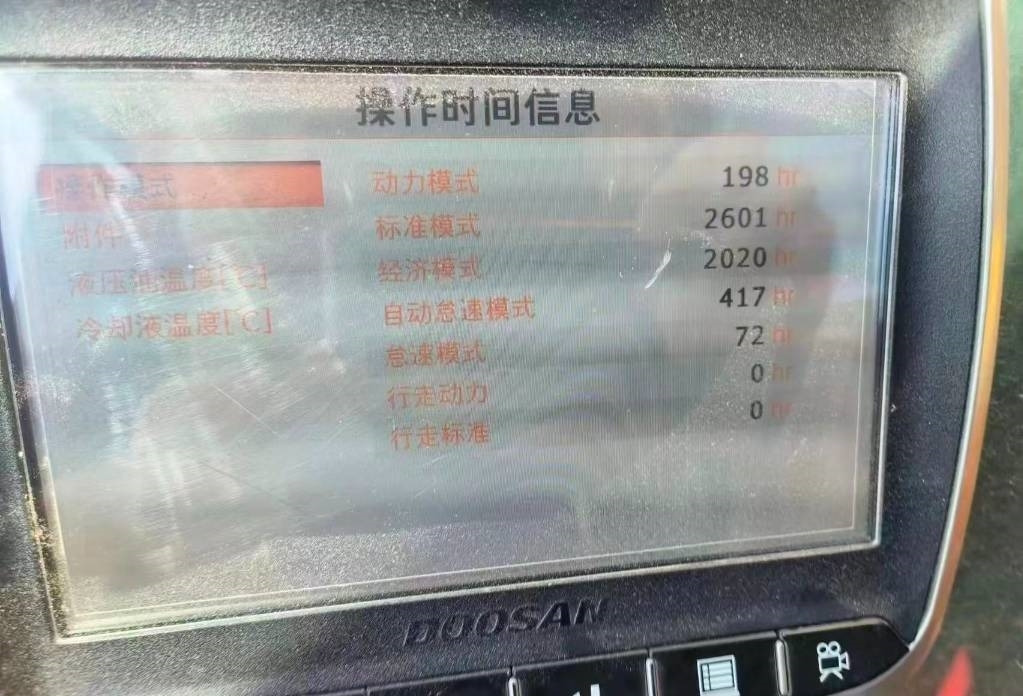 操作时间信息
操作模式 动力模式 198 hr
附件 标准模式 2601 hr
液压油温度[℃] 经济模式 2020 hr
冷却液温度[℃] 自动怠速模式 417 hr
怠速模式 72 hr
行走动力 0 hr
行走标准 0 hr
DOOSAN